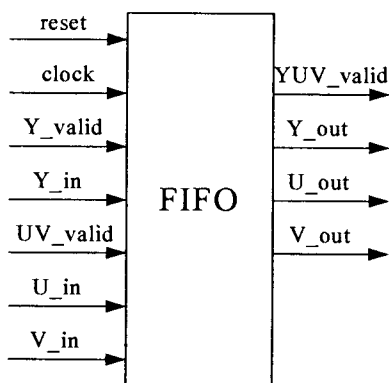 reset
clock
Y_valid
Y_in
UV_valid
U_in
V_in
FIFO
YUV_valid
Y_out
U_out
V_out